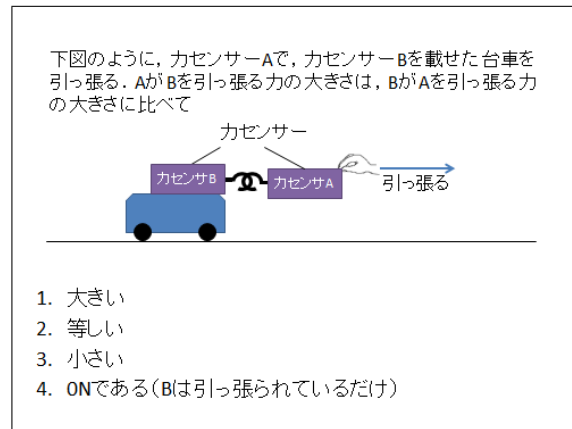 下図のように，力センサーAで，力センサーBを載せた台車を
引っ張る．AがBを引っ張る力の大きさは，BがAを引っ張る力
の大きさに比べて
力センサー
力センサB
力センサA
引っ張る
1. 大きい
2. 等しい
3. 小さい
4. 0Nである（Bは引っ張られているだけ）